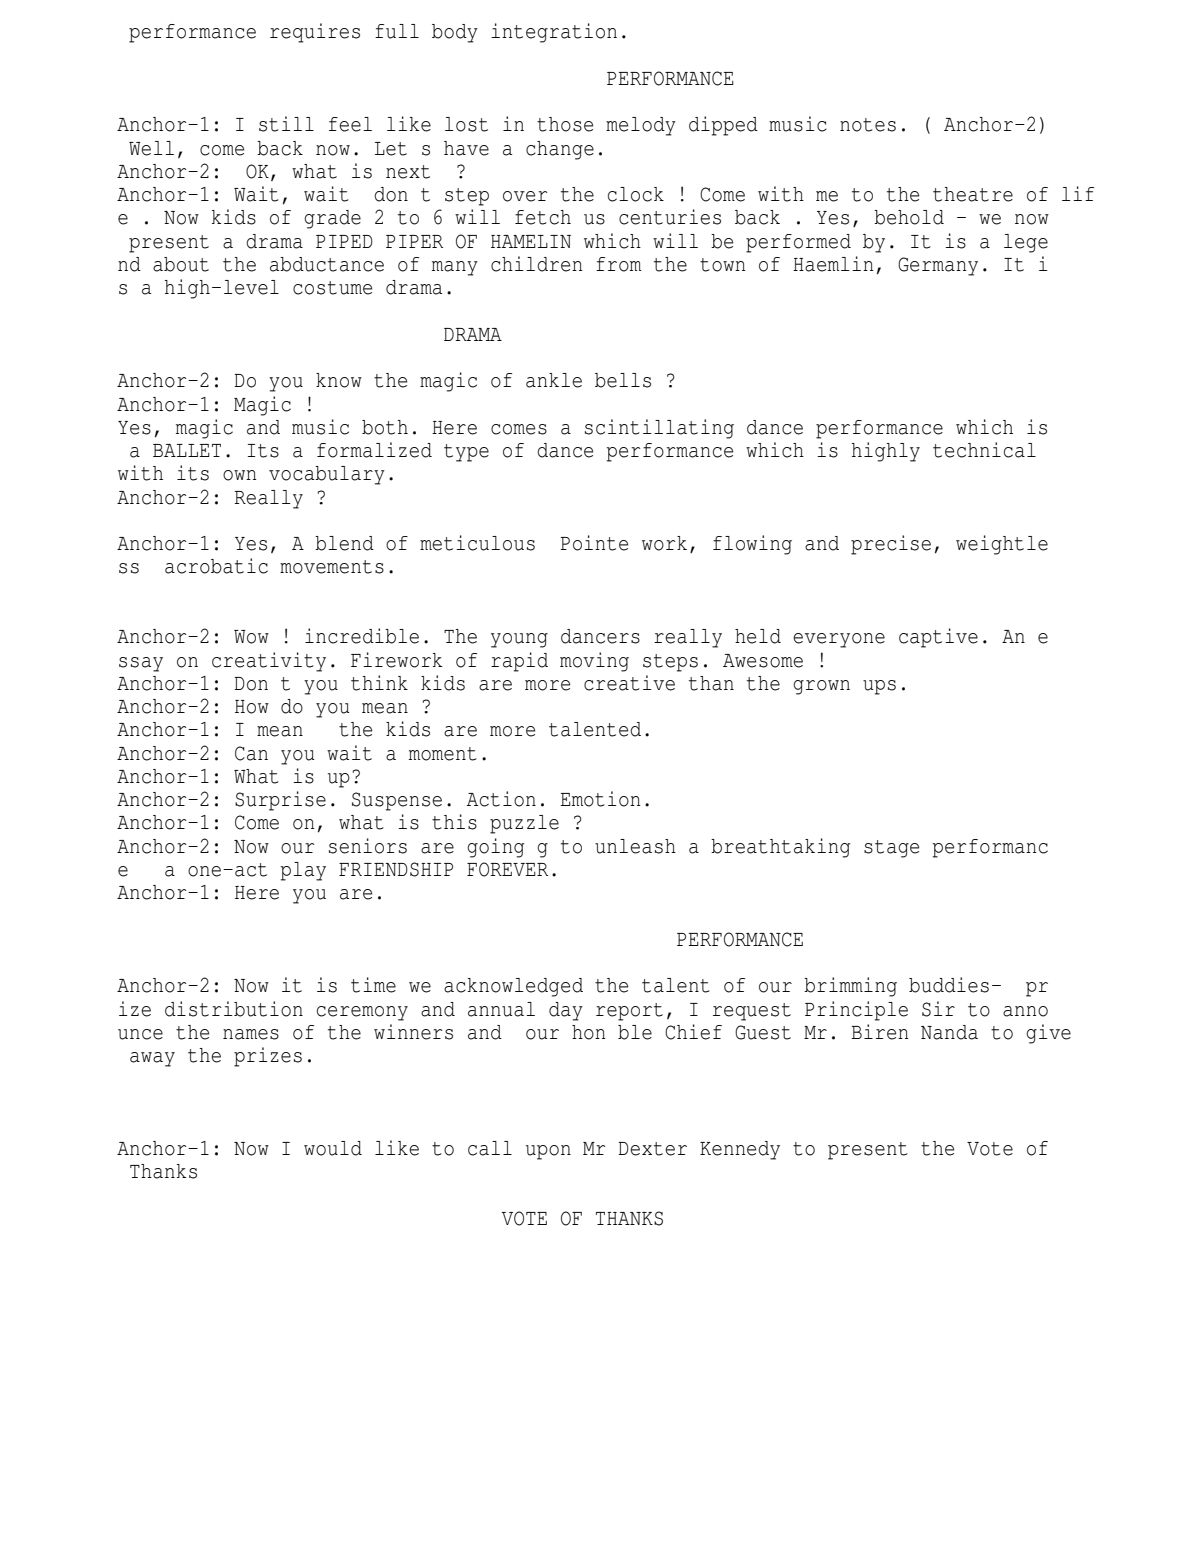 performance requires full body integration.
PERFORMANCE
Anchor-1: I still feel like lost in those melody dipped music notes. ( Anchor-2)
Well, come back now. Let s have a change.
Anchor-2:  OK, what is next  ?
Anchor-1: Wait, wait  don t step over the clock ! Come with me to the theatre of lif
e . Now kids of grade 2 to 6 will fetch us centuries back . Yes, behold - we now
present a drama PIPED PIPER OF HAMELIN which will be performed by. It is a lege
nd about the abductance of many children from the town of Haemlin, Germany. It i
s a high-level costume drama.
DRAMA
Anchor-2: Do you know the magic of ankle bells ?
Anchor-1: Magic !
Yes, magic and music both. Here comes a scintillating dance performance which is
a BALLET. Its a formalized type of dance performance which is highly technical
with its own vocabulary.
Anchor-2: Really ?
Anchor-1: Yes, A blend of meticulous  Pointe work, flowing and precise, weightle
ss  acrobatic movements.
Anchor-2: Wow ! incredible. The young dancers really held everyone captive. An e
ssay on creativity. Firework of rapid moving steps. Awesome !
Anchor-1: Don t you think kids are more creative than the grown ups.
Anchor-2: How do you mean ?
Anchor-1: I mean   the kids are more talented.
Anchor-2: Can you wait a moment.
Anchor-1: What is up?
Anchor-2: Surprise. Suspense. Action. Emotion.
Anchor-1: Come on, what is this puzzle ?
Anchor-2: Now our seniors are going g to unleash a breathtaking stage performanc
e   a one-act play FRIENDSHIP FOREVER.
Anchor-1: Here you are.
PERFORMANCE
Anchor-2: Now it is time we acknowledged the talent of our brimming buddies-  pr
ize distribution ceremony and annual day report, I request Principle Sir to anno
unce the names of the winners and  our hon ble Chief Guest Mr. Biren Nanda to give
away the prizes.
Anchor-1: Now I would like to call upon Mr Dexter Kennedy to present the Vote of
Thanks
VOTE OF THANKS